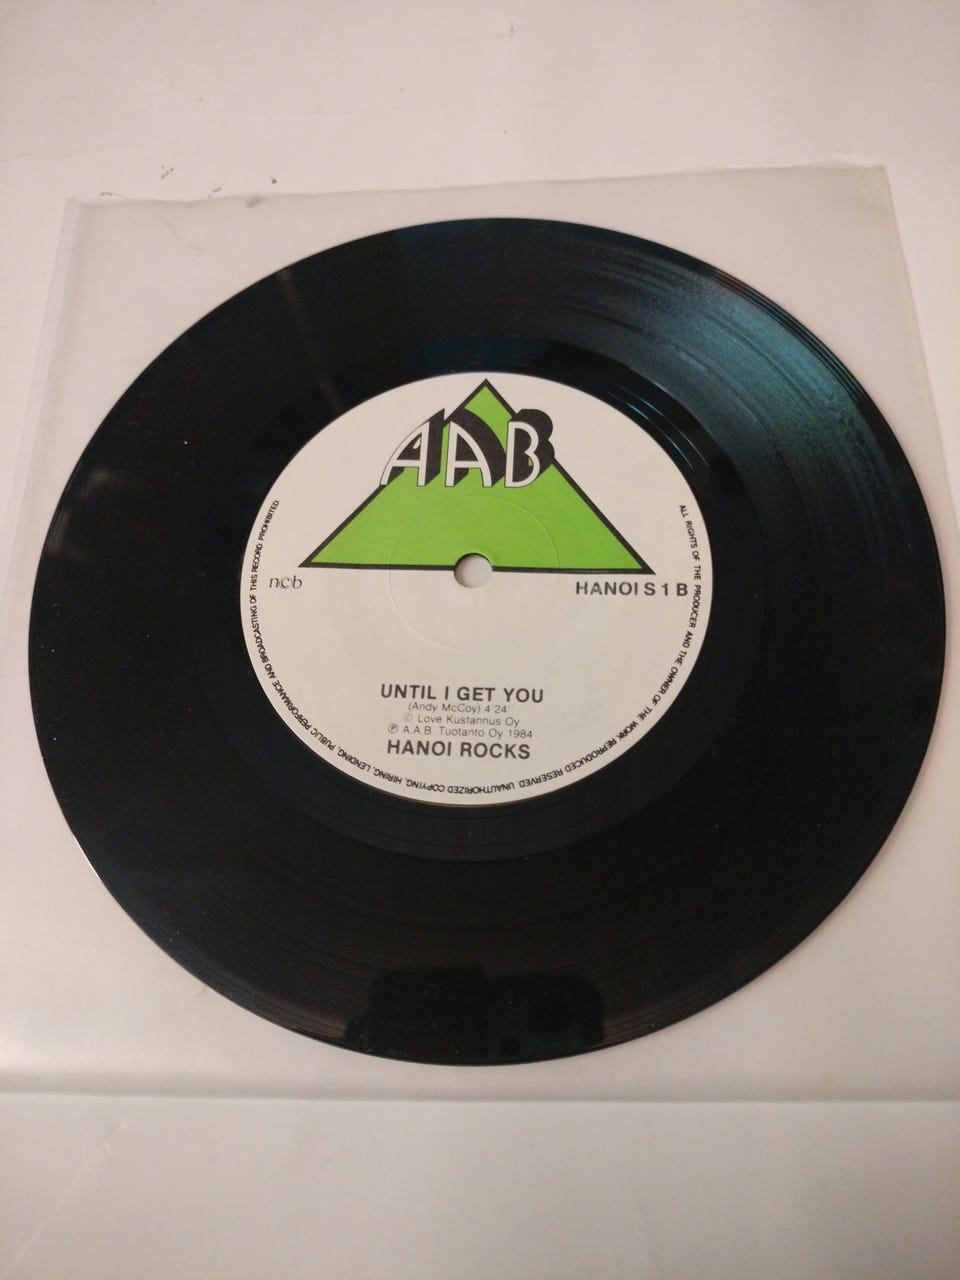 AAB
n©b
HANOI S 1 B
UNTIL I GET YOU
(Andy McCoy) 4'24''
© Love Kustannus Oy
℗ A.A.B. Tuotanto Oy 1984
HANOI ROCKS
ALL RIGHTS OF THE PRODUCER AND THE OWNER OF THE WORK REPRODUCED RESERVED. UNAUTHORIZED COPYING, HIRING, LENDING, PUBLIC PERFORMANCE AND BROADCASTING OF THIS RECORD PROHIBITED